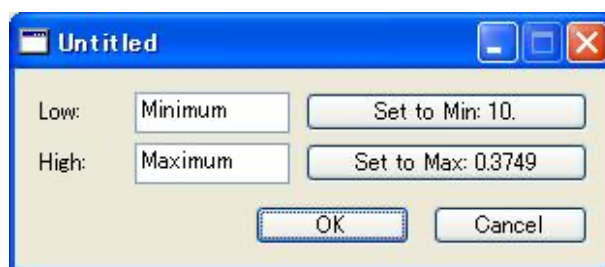 Untitled
Low: Minimum Set to Min: 10.
High: Maximum Set to Max: 0.3749
OK Cancel